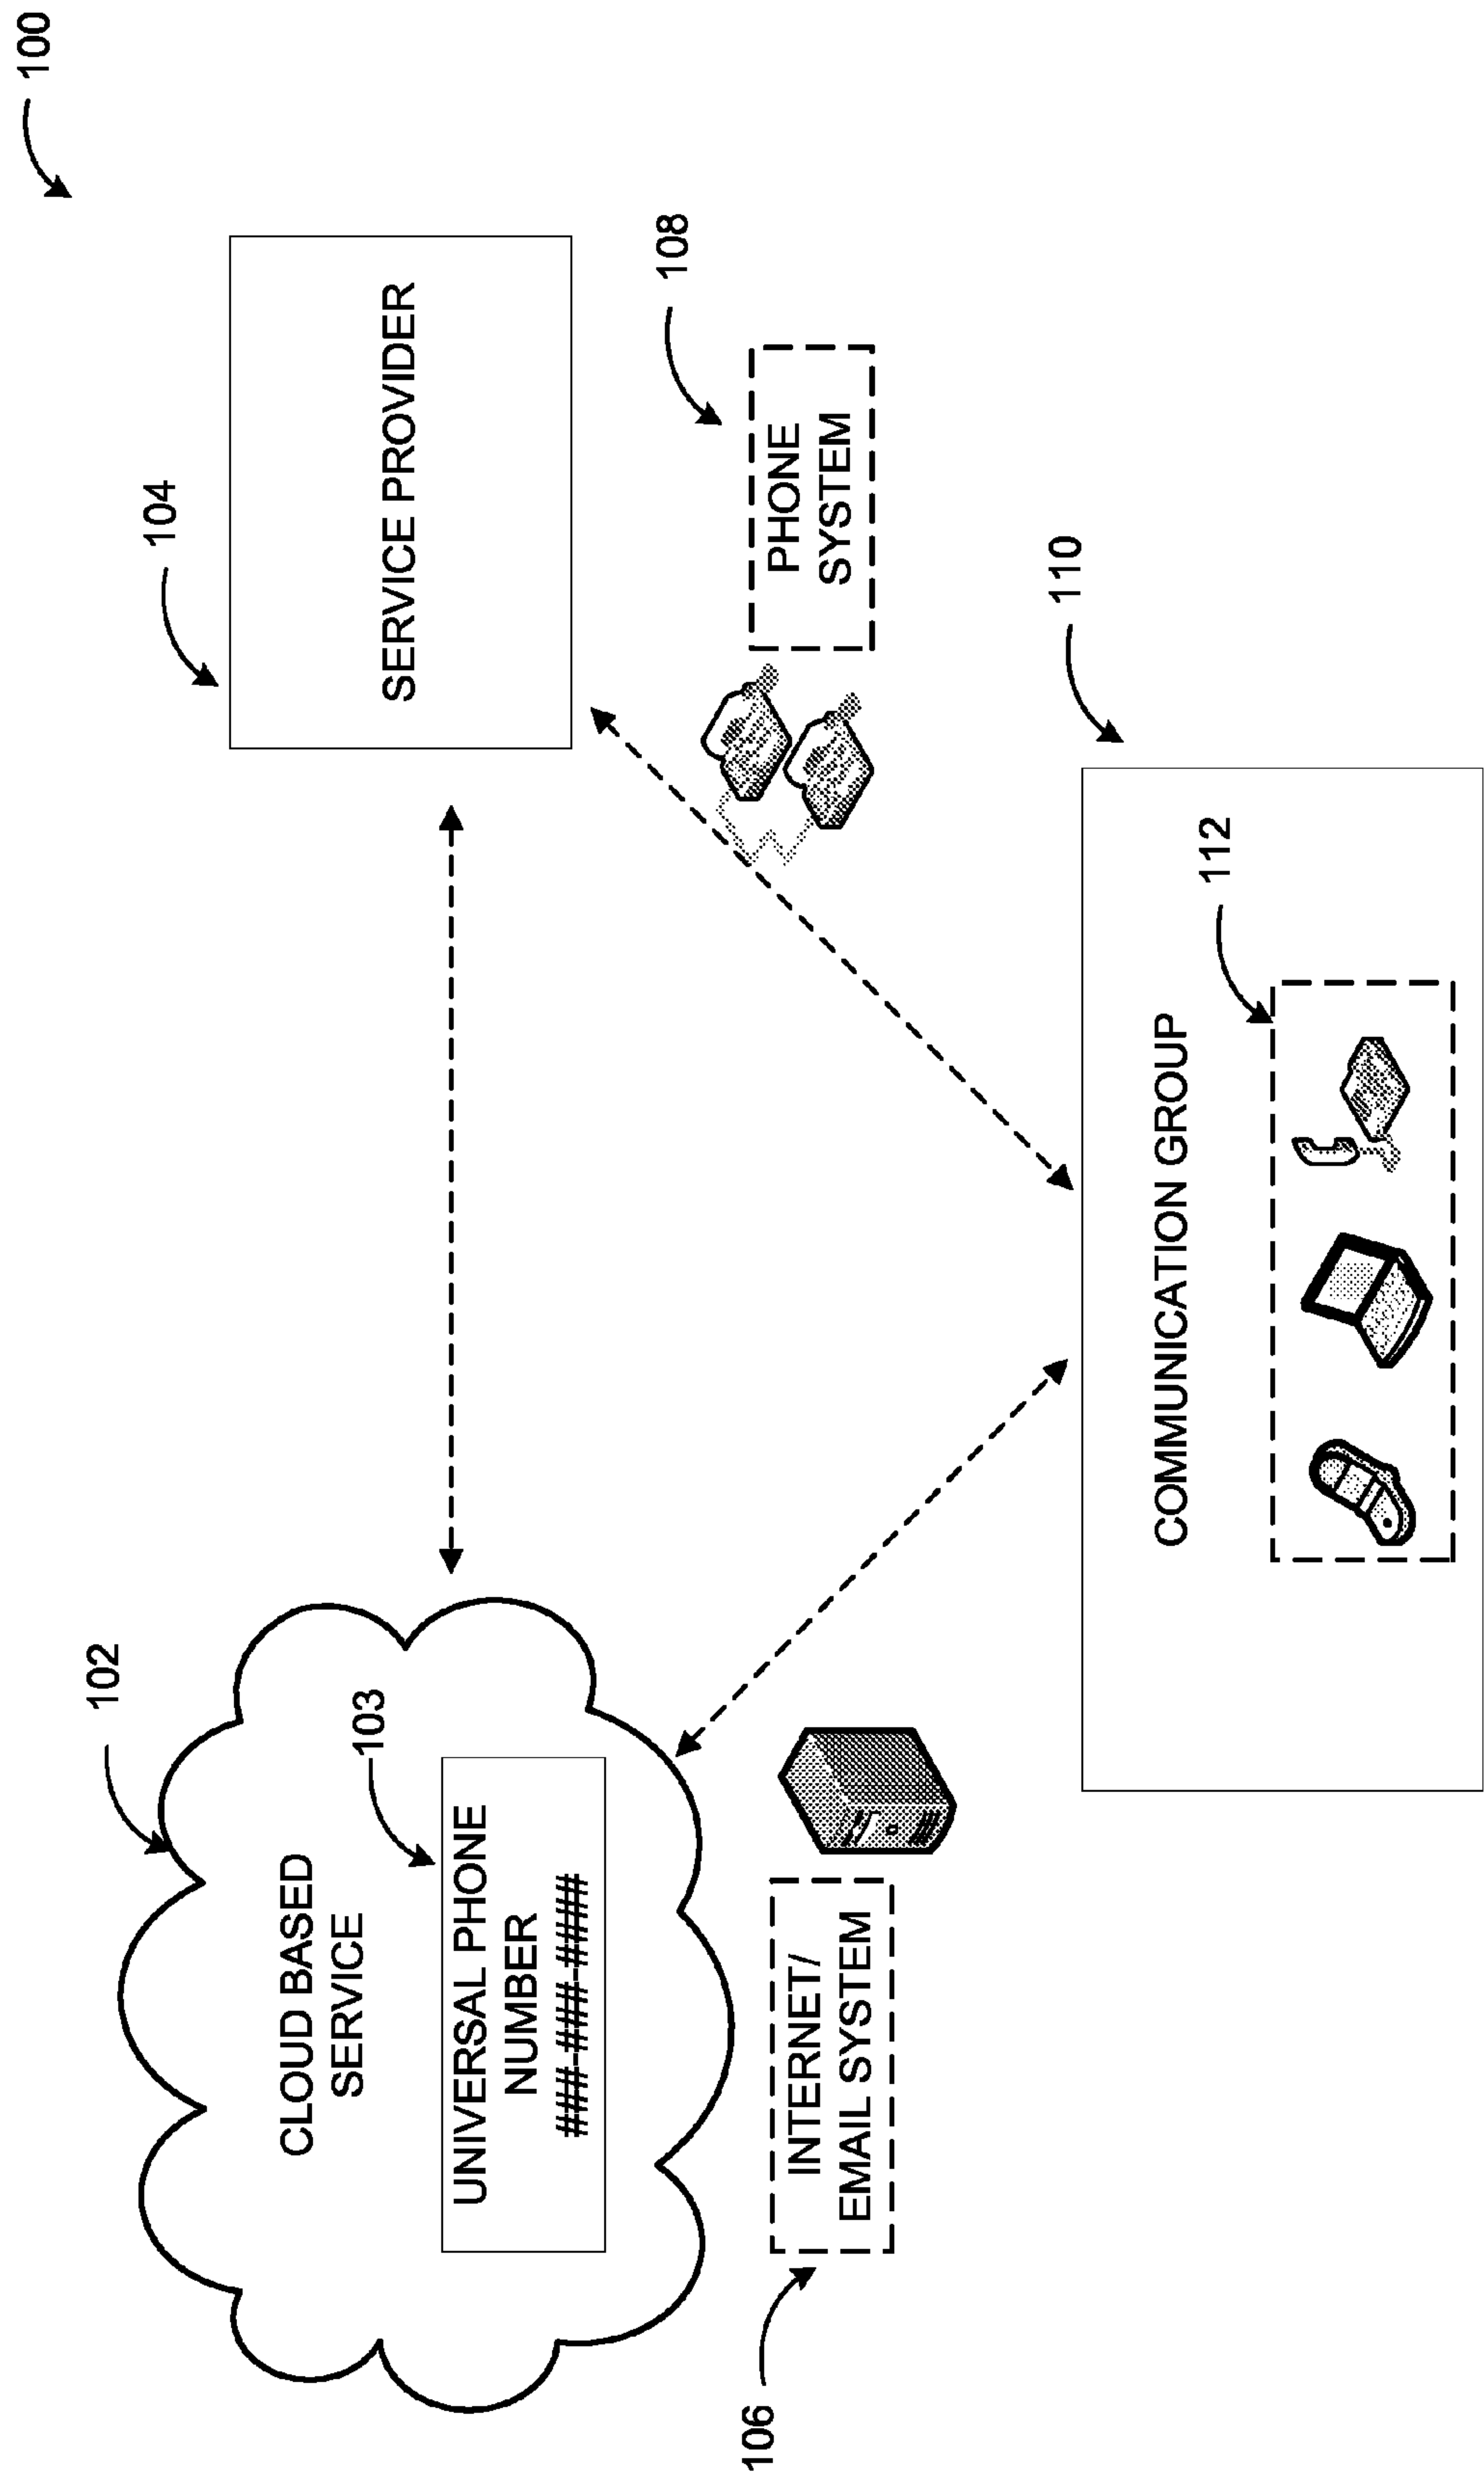 100
102
CLOUD BASED
SERVICE
103
UNIVERSAL PHONE
NUMBER
###-###-####
104
SERVICE PROVIDER
106
INTERNET/
EMAIL SYSTEM
108
PHONE
SYSTEM
110
COMMUNICATION GROUP
112